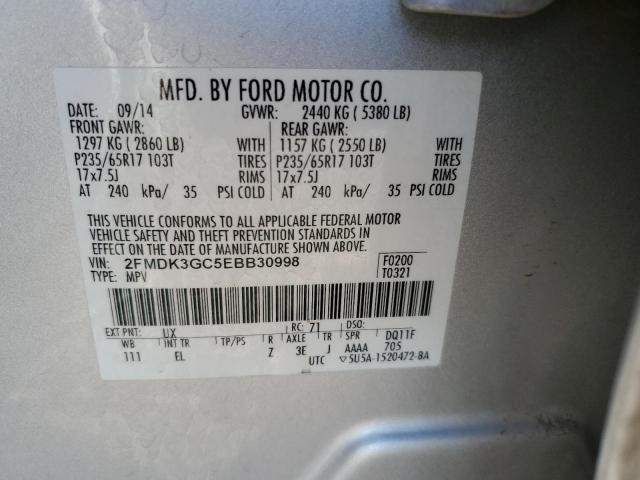 MFD. BY FORD MOTOR CO.
DATE: 09/14 GVWR: 2440 KG ( 5380 LB)
FRONT GAWR: REAR GAWR:
1297 KG ( 2860 LB) WITH 1157 KG ( 2550 LB) WITH
P235/65R17 103T TIRES P235/65R17 103T TIRES
17x7.5J RIMS 17x7.5J RIMS
AT 240 kPa/ 35 PSI COLD AT 240 kPa/ 35 PSI COLD
THIS VEHICLE CONFORMS TO ALL APPLICABLE FEDERAL MOTOR
VEHICLE SAFETY AND THEFT PREVENTION STANDARDS IN
EFFECT ON THE DATE OF MANUFACTURE SHOWN ABOVE.
VIN: 2FMDK3GC5EBB30998 F0200
TYPE: MPV T0321
EXT PNT: UX RC: 71 DSO:
WB INT TR TP/PS R AXLE TR SPR DQ11F
111 EL Z 3E J AAAA 705
UTC ▽5U5A-1520472-BA